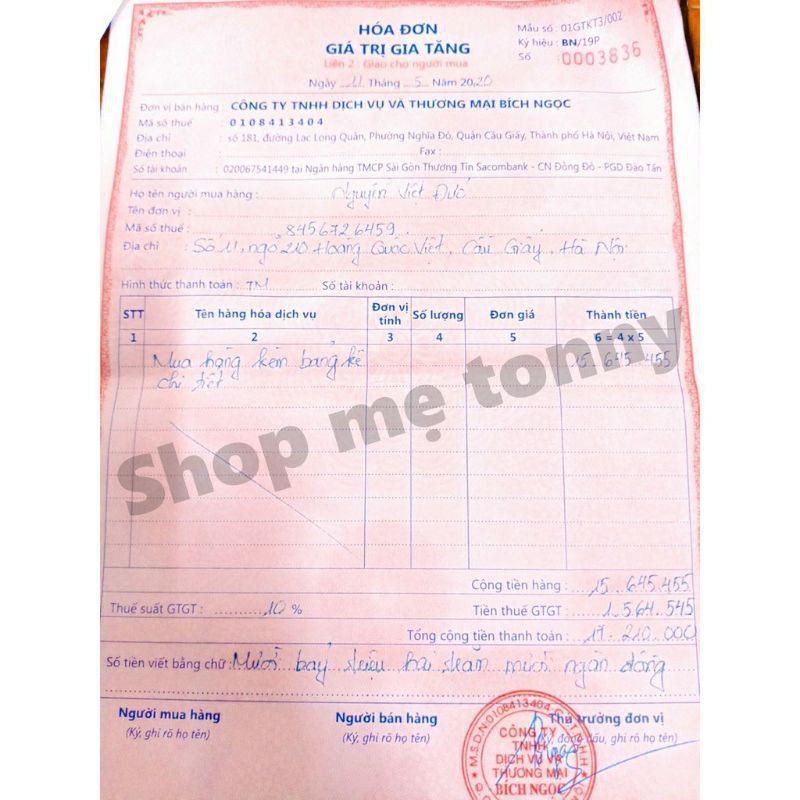 HÓA ĐƠN
GIÁ TRỊ GIA TĂNG
Liên 2 : Giao cho người mua
Ngày 11 Tháng 5 Năm 2020
Mẫu số : 01GTKT3/002
Ký hiệu : BN/19P
Số : 0003836
Đơn vị bán hàng : CÔNG TY TNHH DỊCH VỤ VÀ THƯƠNG MẠI BÍCH NGỌC
Mã số thuế : 0108413404
Địa chỉ : số 181, đường Lạc Long Quân, Phường Nghĩa Đô, Quận Cầu Giấy, Thành phố Hà Nội, Việt Nam
Điện thoại : Fax :
Số tài khoản : 020067541449 tại Ngân hàng TMCP Sài Gòn Thương Tín Sacombank - CN Đông Đô - PGD Đào Tấn
Họ tên người mua hàng : Nguyễn Việt Đức
Tên đơn vị :
Mã số thuế : 8456726459
Địa chỉ : Số 11, ngõ 210 Hoàng Quốc Việt, Cầu Giấy, Hà Nội
Hình thức thanh toán : TM Số tài khoản :
STT Tên hàng hóa dịch vụ Đơn vị tính Số lượng Đơn giá Thành tiền
1 2 3 4 5 6 = 4 x 5
Mua hàng kèm bảng kê 15.645.455
chi tiết
Shop mẹ tonny
Cộng tiền hàng : 15.645.455
Thuế suất GTGT : 10 % Tiền thuế GTGT : 1.564.545
Tổng cộng tiền thanh toán : 17.210.000
Số tiền viết bằng chữ : Mười bảy triệu hai trăm mười ngàn đồng
Người mua hàng Người bán hàng Thủ trưởng đơn vị
(Ký, ghi rõ họ tên) (Ký, ghi rõ họ tên) (Ký, đóng dấu, ghi rõ họ tên)
M.S.D.N:0108413404
CÔNG TY
TNHH
DỊCH VỤ VÀ
THƯƠNG MẠI
BÍCH NGỌC